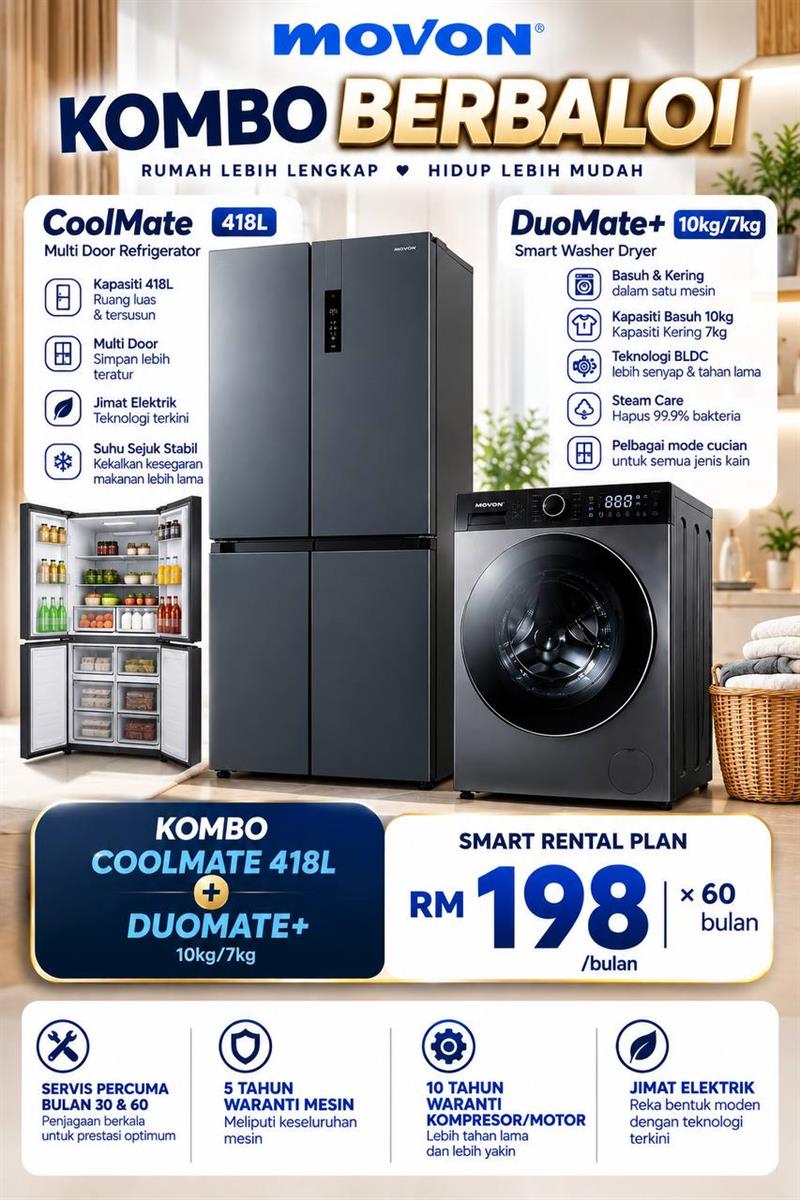 MOVON®
KOMBO BERBALOI
RUMAH LEBIH LENGKAP ♥ HIDUP LEBIH MUDAH
CoolMate 418L
Multi Door Refrigerator
Kapasiti 418L
Ruang luas
& tersusun
Multi Door
Simpan lebih
teratur
Jimat Elektrik
Teknologi terkini
Suhu Sejuk Stabil
Kekalkan kesegaran
makanan lebih lama
DuoMate+ 10kg/7kg
Smart Washer Dryer
Basuh & Kering
dalam satu mesin
Kapasiti Basuh 10kg
Kapasiti Kering 7kg
Teknologi BLDC
lebih senyap & tahan lama
Steam Care
Hapus 99.9% bakteria
Pelbagai mode cucian
untuk semua jenis kain
MOVON
MOVON
888
KOMBO
COOLMATE 418L
+
DUOMATE+
10kg/7kg
SMART RENTAL PLAN
RM 198 × 60
/bulan bulan
SERVIS PERCUMA
BULAN 30 & 60
Penjagaan berkala
untuk prestasi optimum
5 TAHUN
WARANTI MESIN
Meliputi keseluruhan
mesin
10 TAHUN
WARANTI
KOMPRESOR/MOTOR
Lebih tahan lama
dan lebih yakin
JIMAT ELEKTRIK
Reka bentuk moden
dengan teknologi
terkini